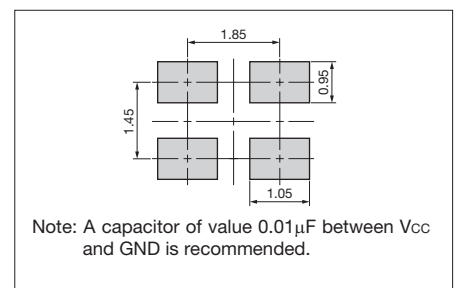 1.85
0.95
1.45
1.05
Note: A capacitor of value 0.01μF between Vcc
and GND is recommended.